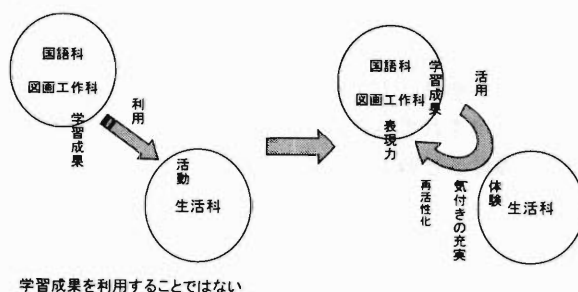 国語科
図画工作科
学習成果
利用
活動
生活科
国語科
図画工作科
学習成果
表現力
活用
再活性化
気付きの充実
体験
生活科
学習成果を利用することではない